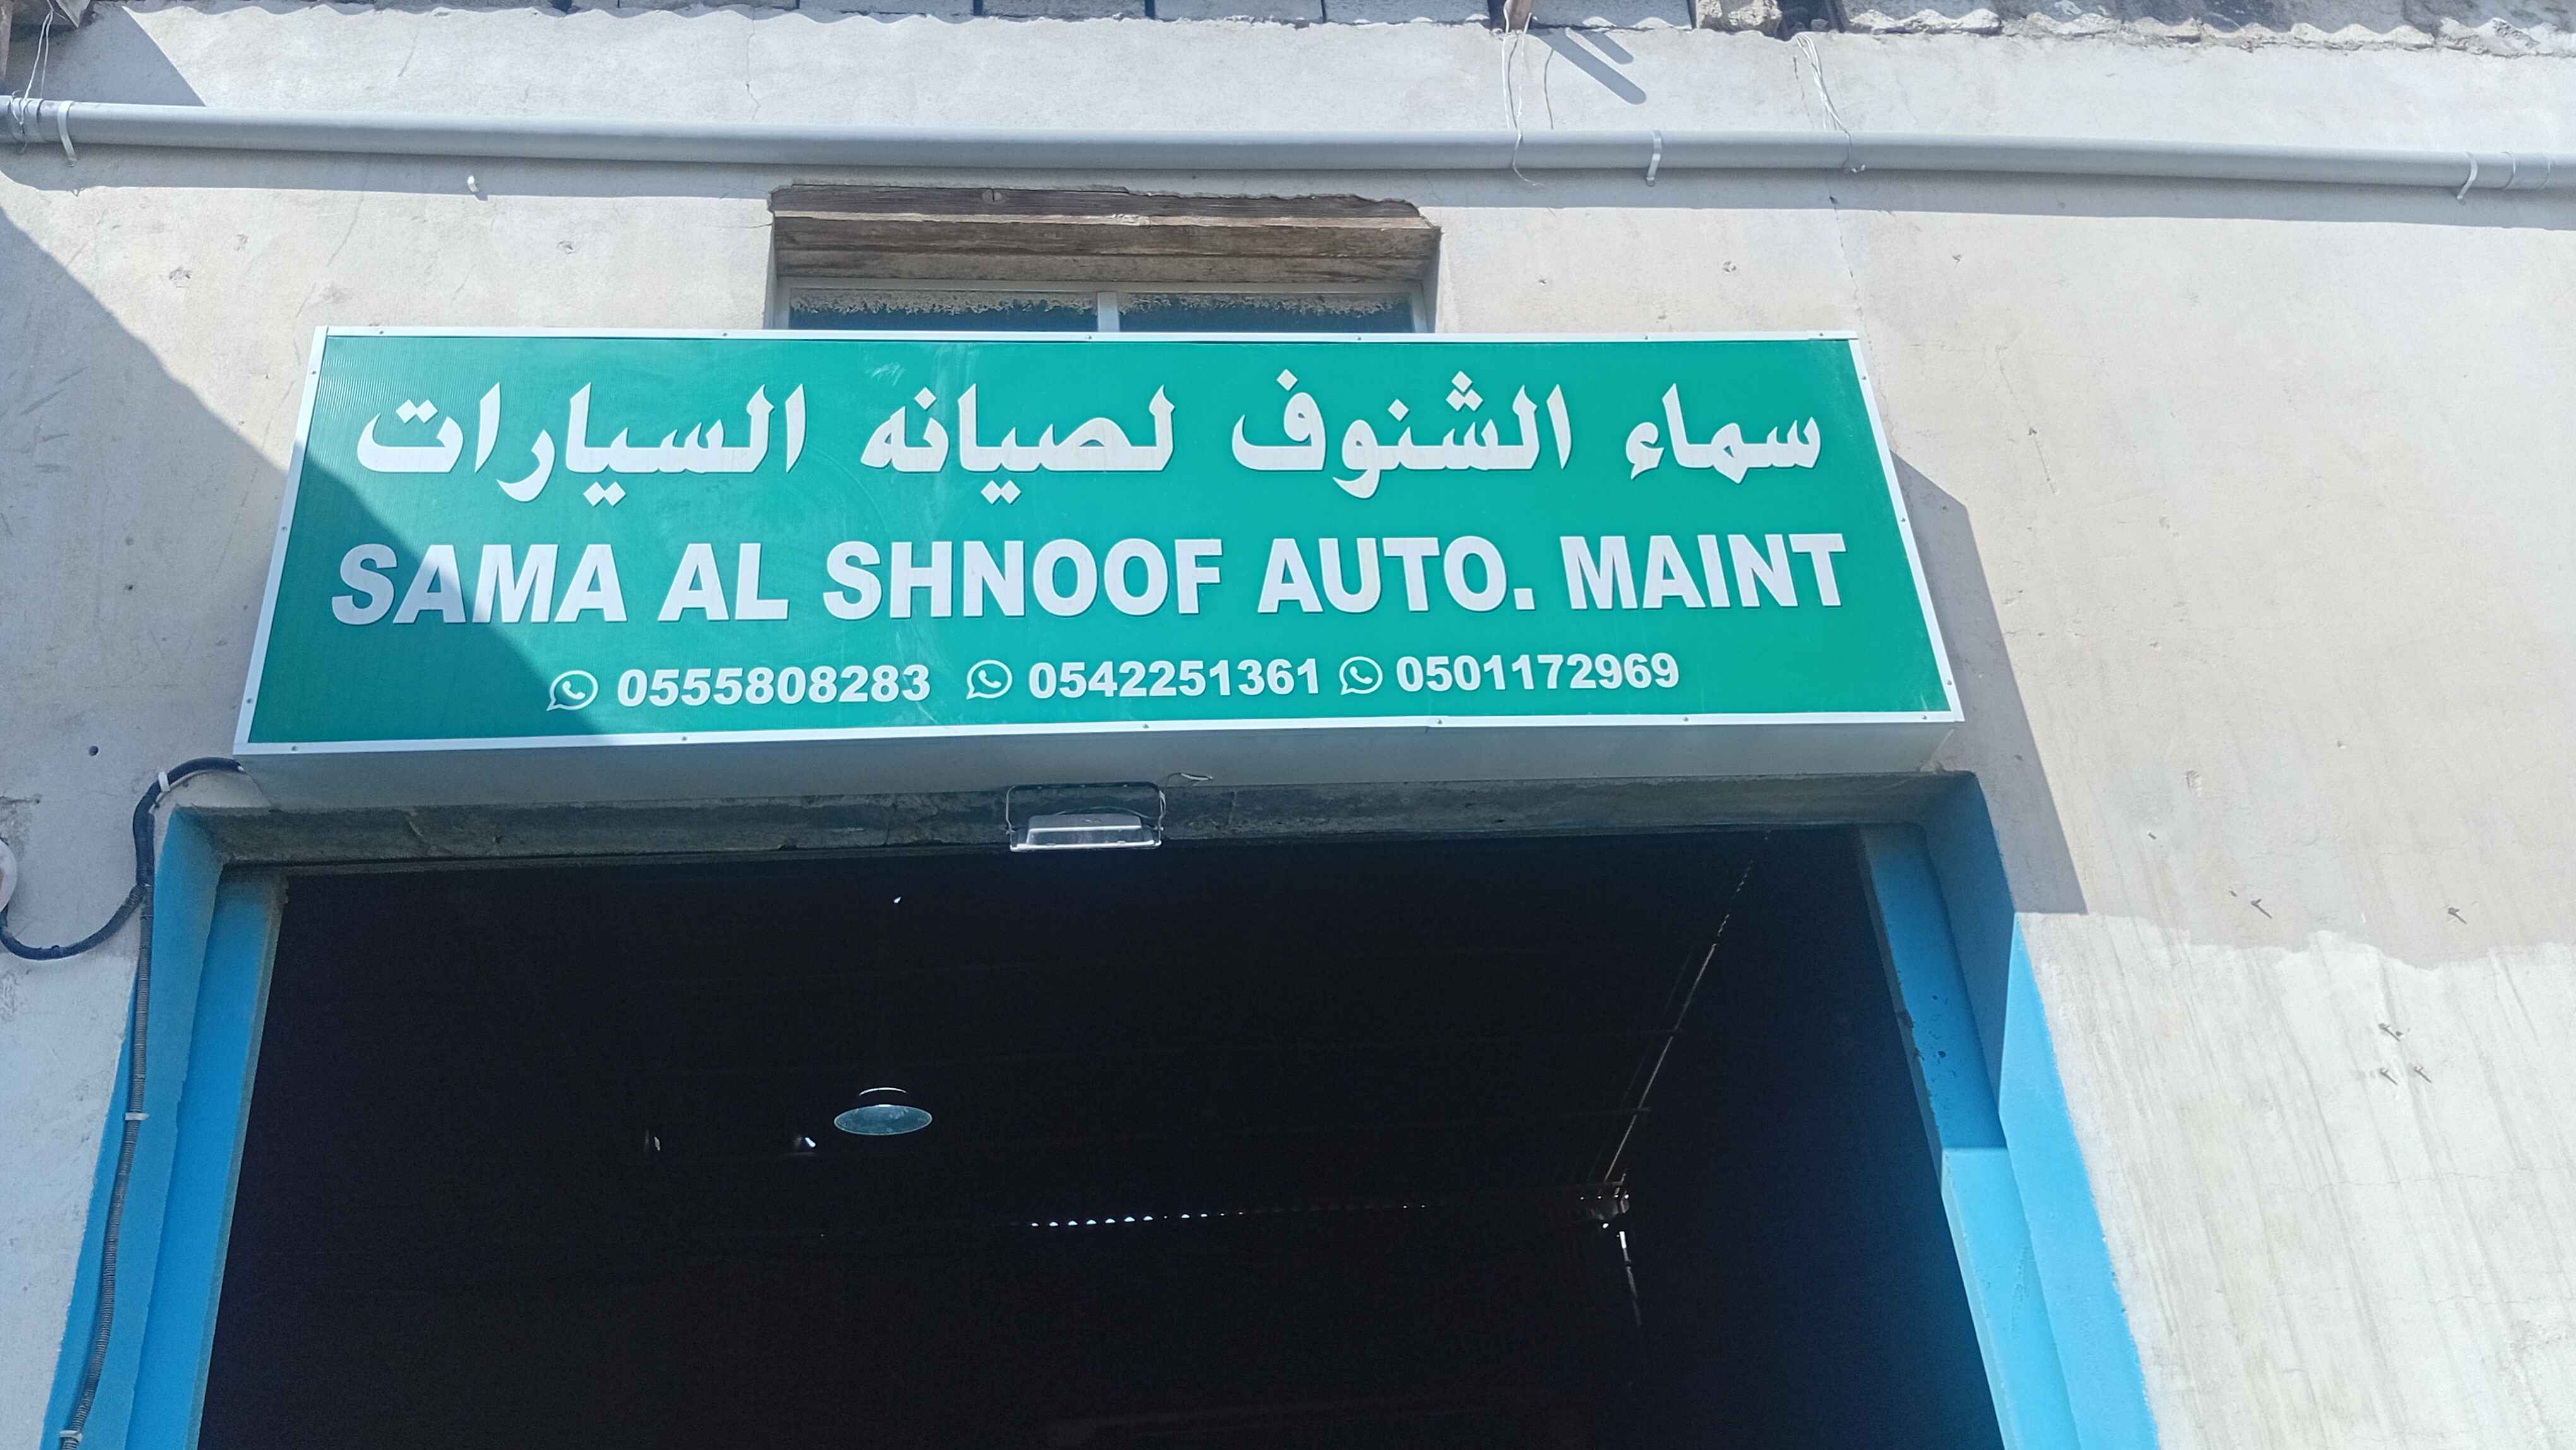 سماء الشنوف لصيانه السيارات
SAMA AL SHNOOF AUTO. MAINT
0555808283 0542251361 0501172969